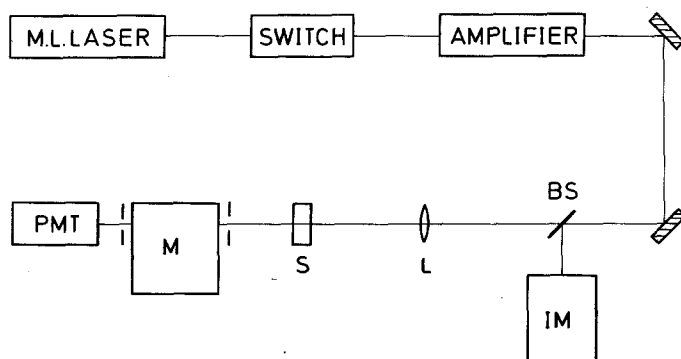 M.L.LASER
SWITCH
AMPLIFIER
BS
PMT
M
S
L
IM